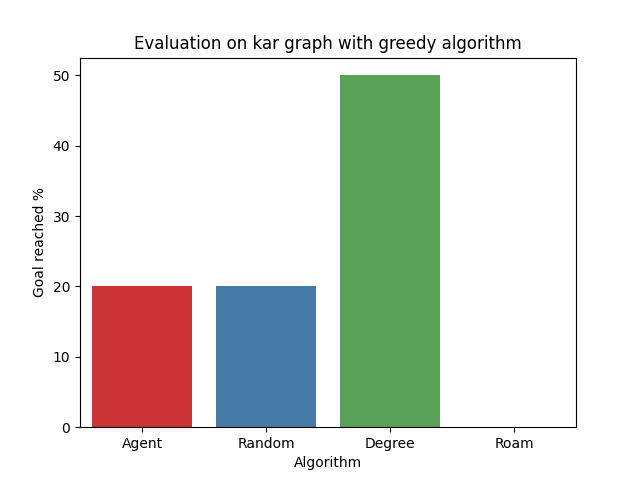 Evaluation on kar graph with greedy algorithm
50
40
30
20
10
0
Goal reached %
Agent Random Degree Roam
Algorithm